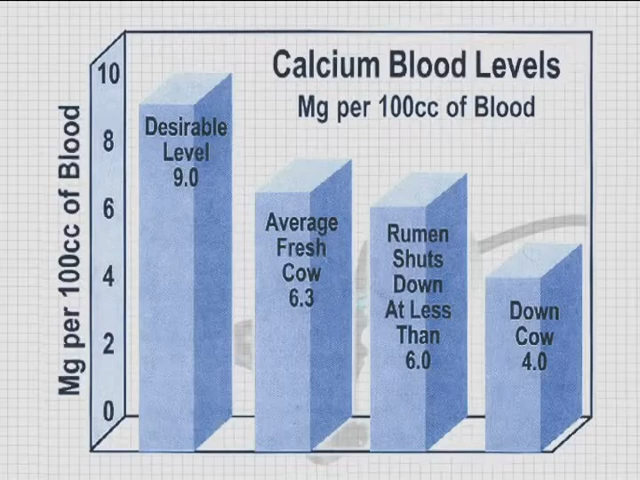 Calcium Blood Levels
Mg per 100cc of Blood
Mg per 100cc of Blood
10
8
6
4
2
0
Desirable
Level
9.0
Average
Fresh
Cow
6.3
Rumen
Shuts
Down
At Less
Than
6.0
Down
Cow
4.0